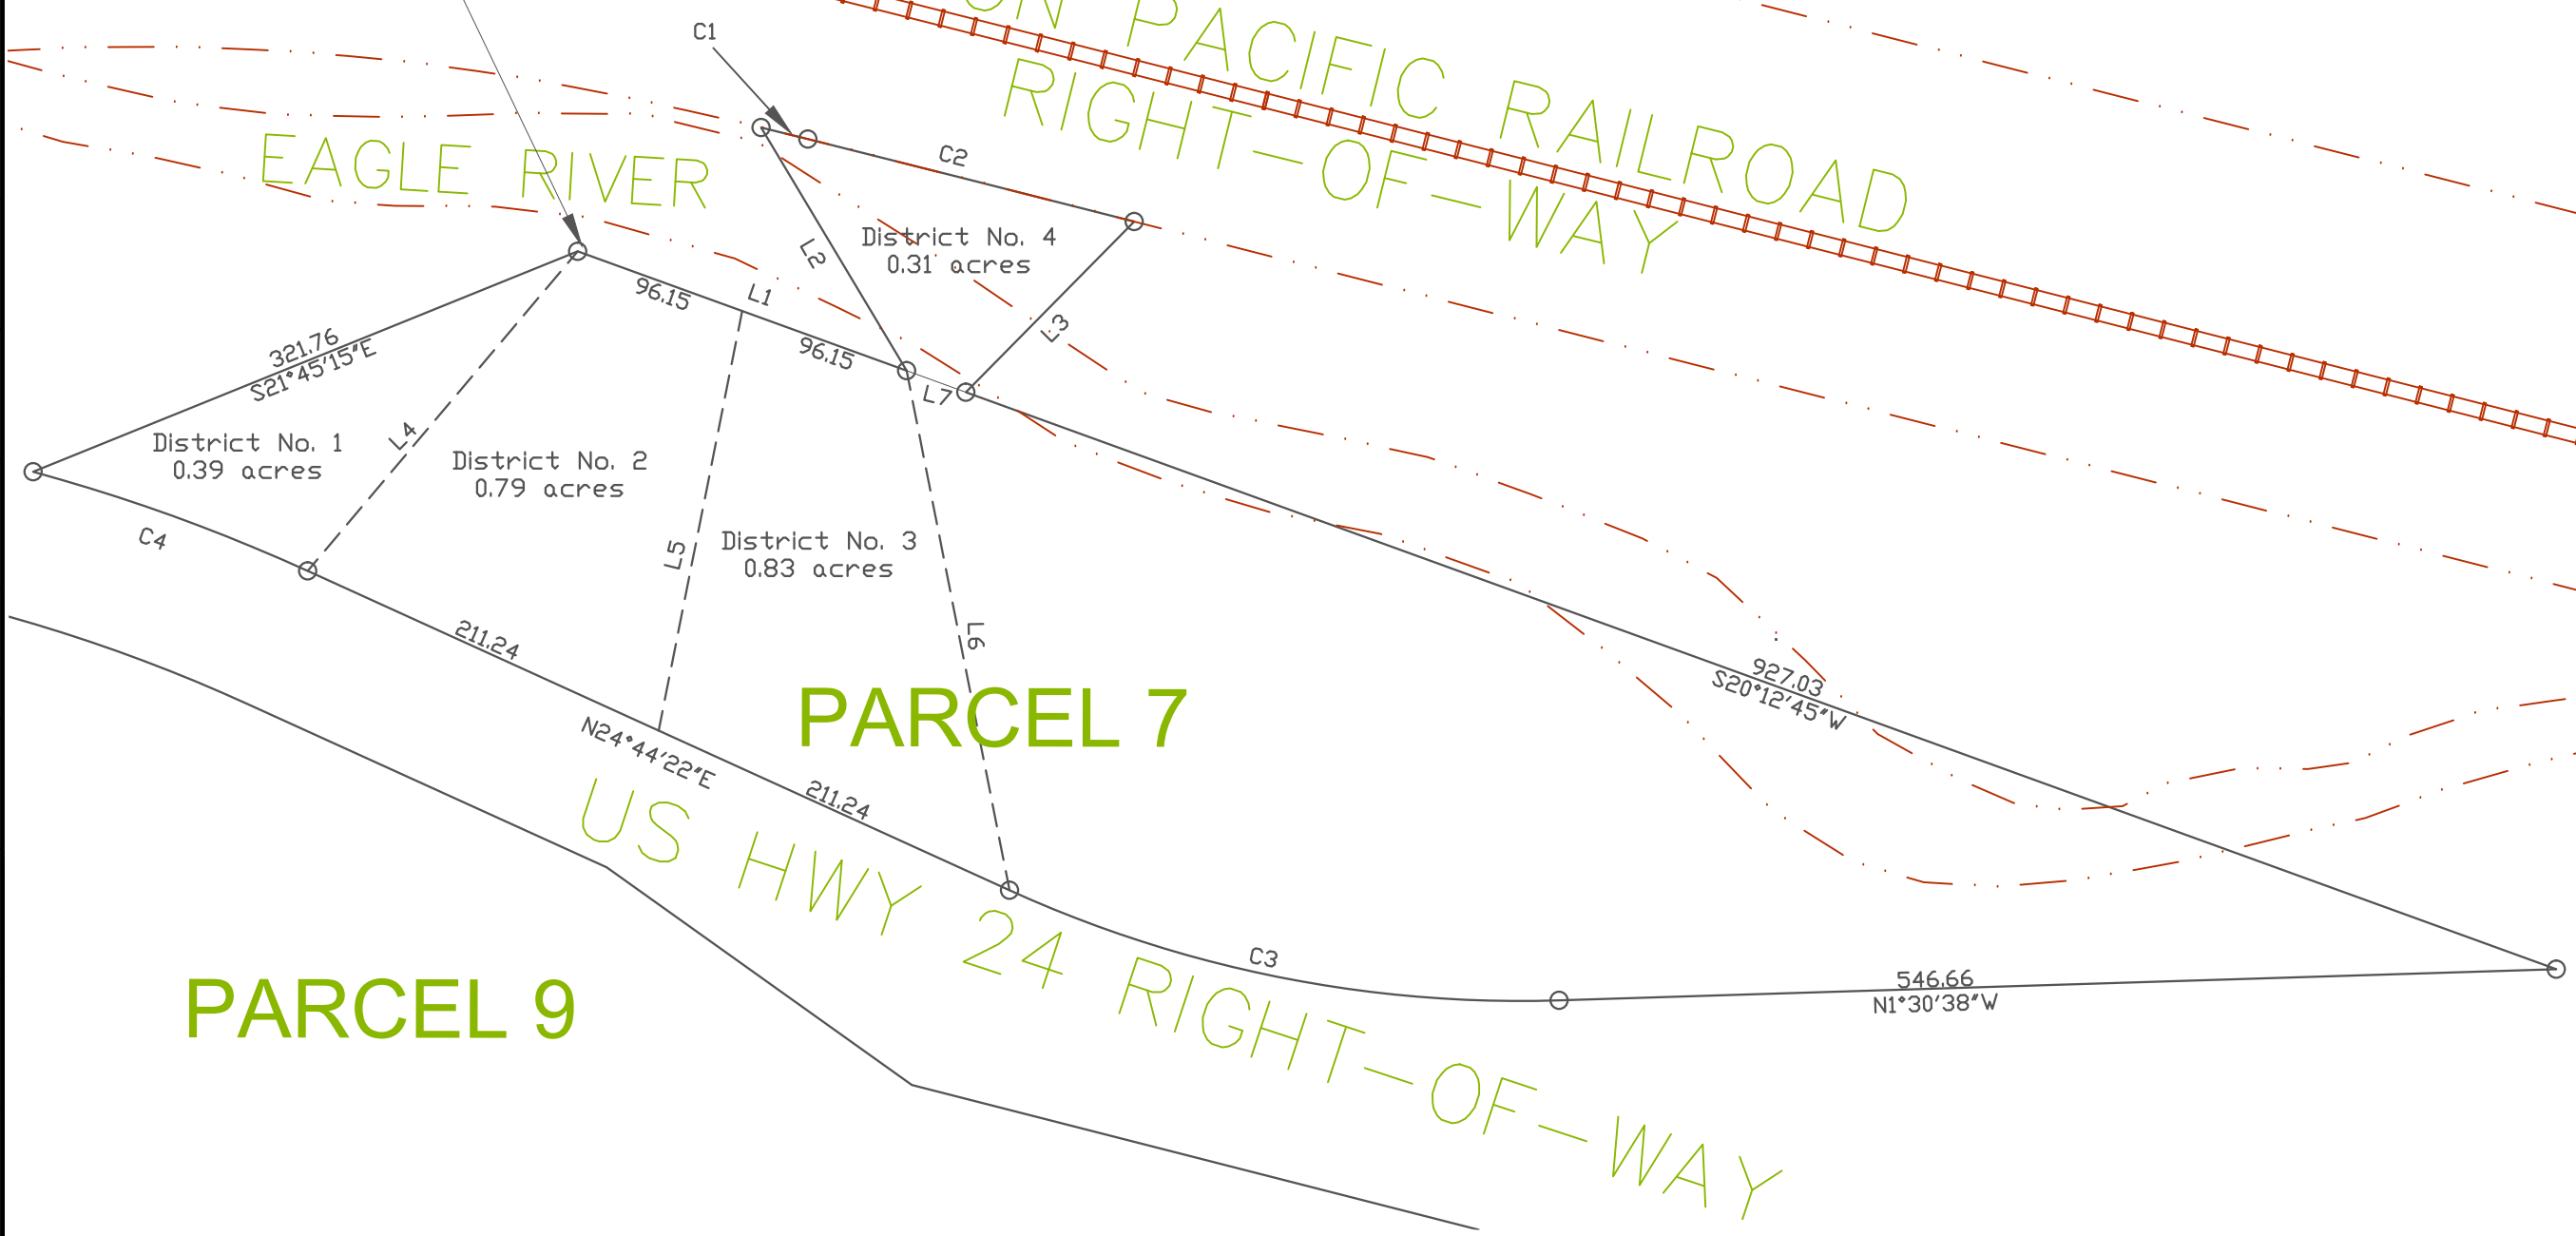 C1
PACIFIC RAILROAD
RIGHT-OF-WAY
EAGLE RIVER
C2
L2
District No. 4
0.31 acres
96.15
L1
L3
96.15
L7
321.76
S21°45'15"E
L4
District No. 1
0.39 acres
District No. 2
0.79 acres
L5
District No. 3
0.83 acres
C4
211.24
L6
N24°44'22"E
211.24
PARCEL 7
927.03
S20°12'45"W
US HWY 24 RIGHT-OF-WAY
C3
546.66
N1°30'38"W
PARCEL 9